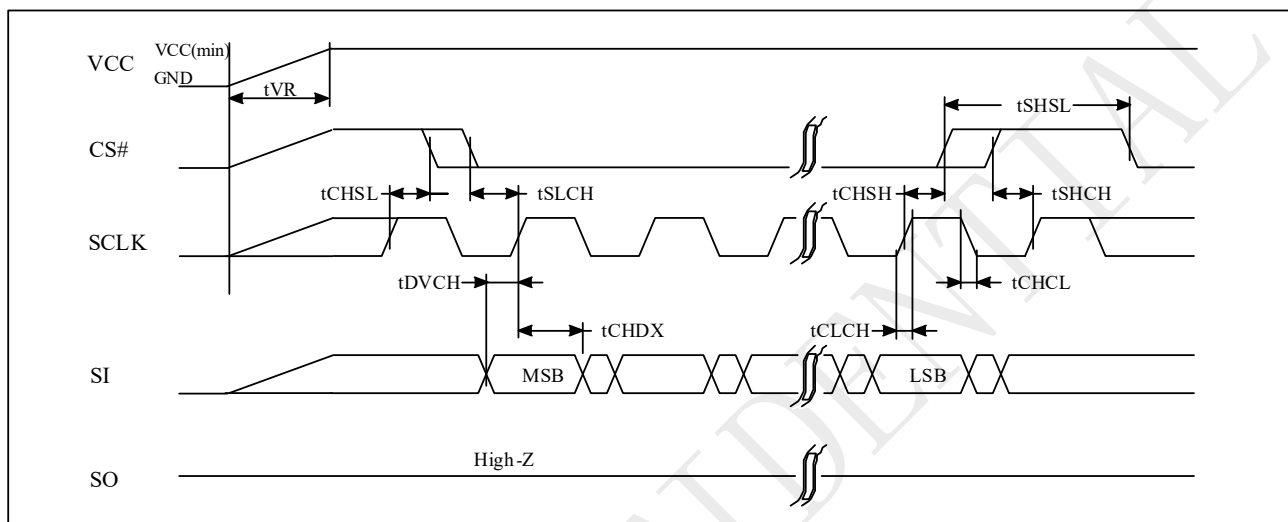 VCC
VCC(min)
GND
tVR
CS#
tSHSL
tCHSL
tSLCH
tCHSH
tSHCH
SCLK
tDVCH
tCHCL
tCHDX
tCLCH
SI
MSB
LSB
High-Z
SO
IDENTIAL